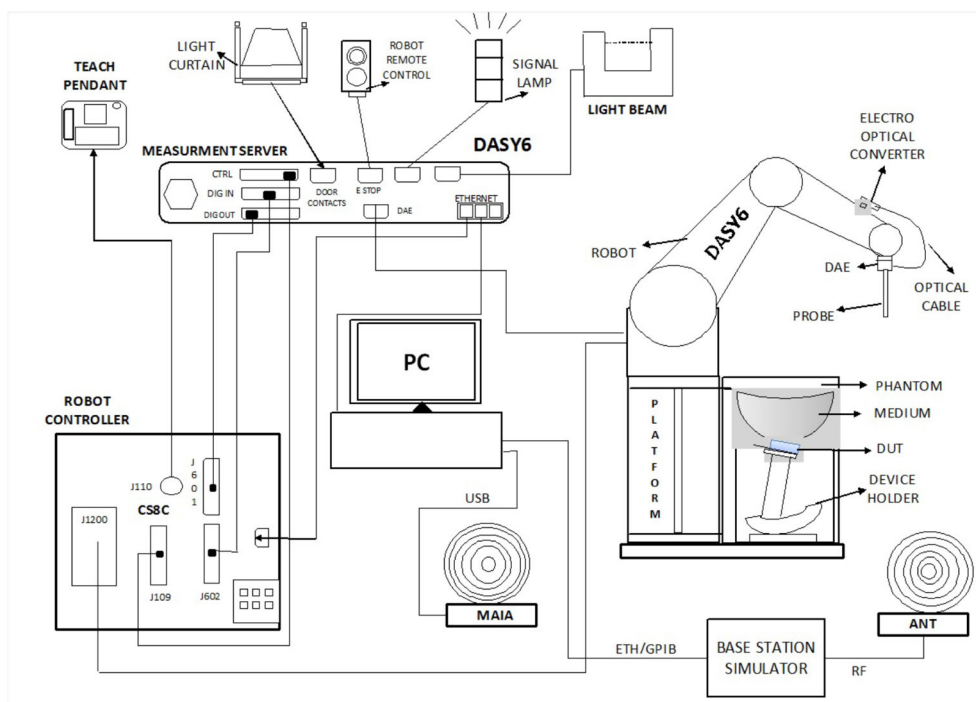 LIGHT
CURTAIN
ROBOT
REMOTE
CONTROL
SIGNAL
LAMP
LIGHT BEAM
TEACH
PENDANT
MEASURMENT SERVER
DASY6
CTRL
DIG IN
DIG OUT
DOOR
CONTACTS
E STOP
DAE
ETHERNET
ELECTRO
OPTICAL
CONVERTER
ROBOT
DASY6
DAE
PROBE
OPTICAL
CABLE
PC
PLATFORM
PHANTOM
MEDIUM
DUT
DEVICE
HOLDER
ROBOT
CONTROLLER
J110
J601
CS8C
J1200
J109
J602
USB
MAIA
ETH/GPIB
BASE STATION
SIMULATOR
RF
ANT